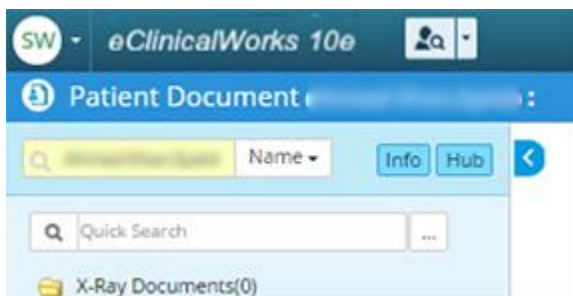 SW eClinicalWorks 10e
Patient Document :
Name Info Hub
Quick Search ...
X-Ray Documents(0)